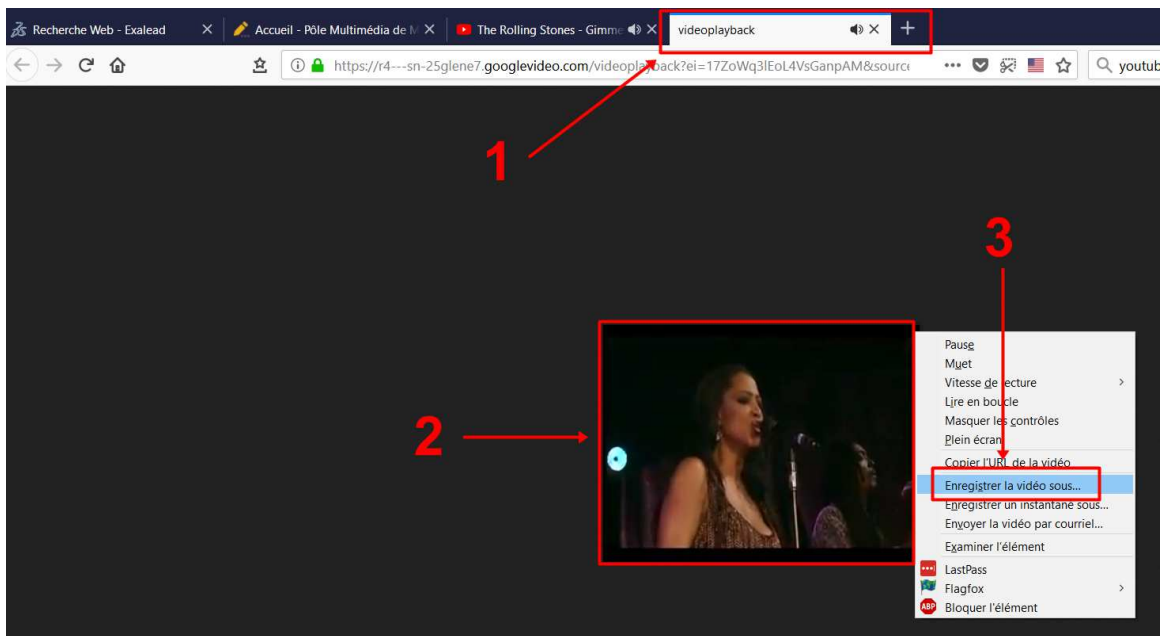 Recherche Web - Exalead
Accueil - Pôle Multimédia de M
The Rolling Stones - Gimme
videoplayback
https://r4---sn-25glene7.googlevideo.com/videoplayback?ei=17ZoWq3lEoL4VsGanpAM&source
youtub
1
3
2
Pause
Muet
Vitesse de lecture
Lire en boucle
Masquer les contrôles
Plein écran
Copier l'URL de la vidéo
Enregistrer la vidéo sous...
Enregistrer un instantané sous...
Envoyer la vidéo par courriel...
Examiner l'élément
LastPass
Flagfox
ABP
Bloquer l'élément